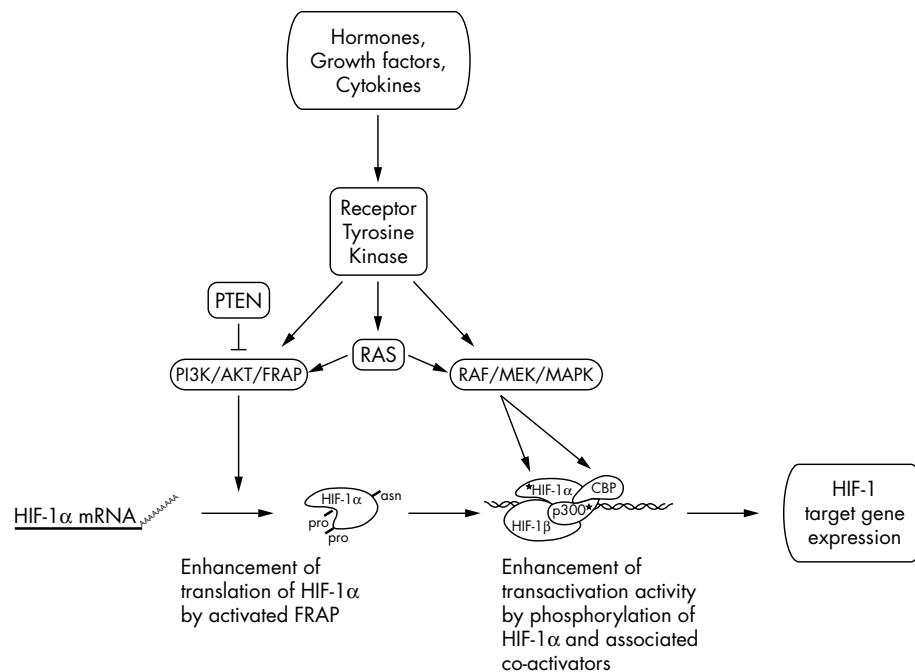 Hormones,
Growth factors,
Cytokines
Receptor
Tyrosine
Kinase
PTEN
RAS
PI3K/AKT/FRAP
RAF/MEK/MAPK
HIF-1α mRNA
HIF-1α
asn
pro
pro
HIF-1α
CBP
p300
HIF-1β
HIF-1
target gene
expression
Enhancement of
translation of HIF-1α
by activated FRAP
Enhancement of
transactivation activity
by phosphorylation of
HIF-1α and associated
co-activators